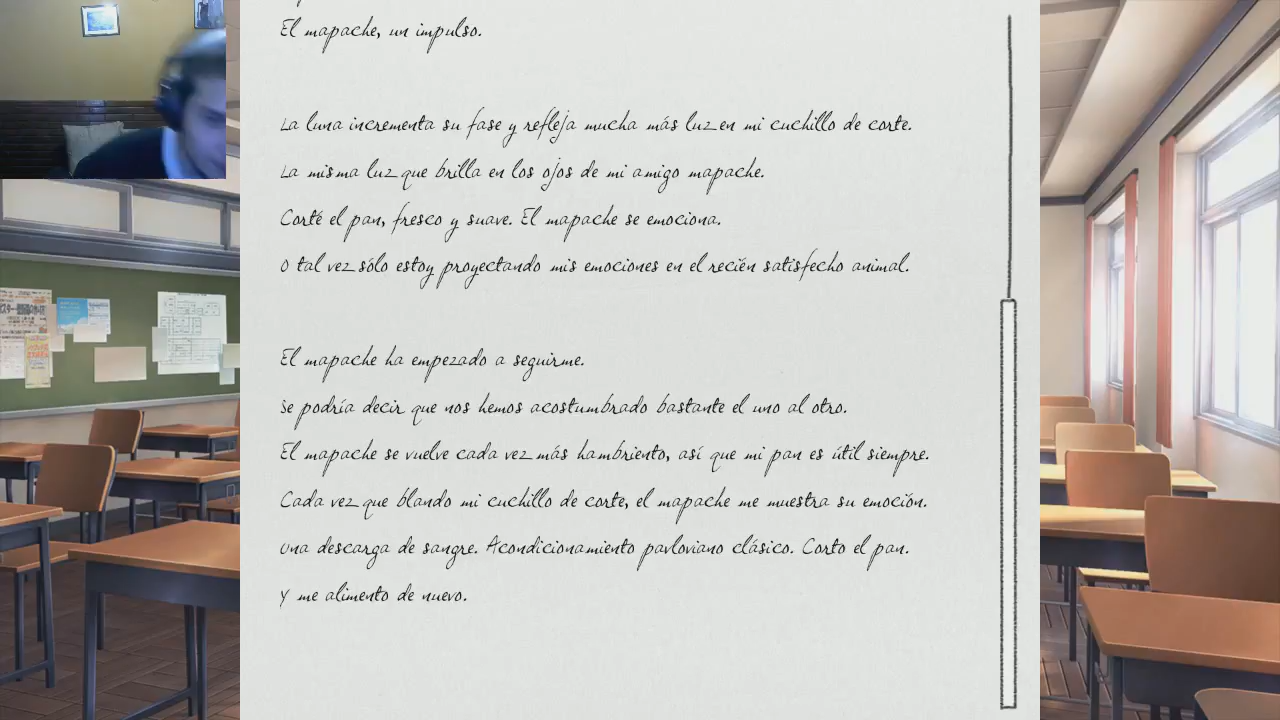 El mapache, un impulso.
La luna incrementa su fase y refleja mucha más luz en mi cuchillo de corte.
La misma luz que brilla en los ojos de mi amigo mapache.
Corté el pan, fresco y suave. El mapache se emociona.
O tal vez sólo estoy proyectando mis emociones en el recién satisfecho animal.
El mapache ha empezado a seguirme.
Se podría decir que nos hemos acostumbrado bastante el uno al otro.
El mapache se vuelve cada vez más hambriento, así que mi pan es útil siempre.
Cada vez que blando mi cuchillo de corte, el mapache me muestra su emoción.
Una descarga de sangre. Acondicionamiento pavloviano clásico. Corto el pan.
Y me alimento de nuevo.